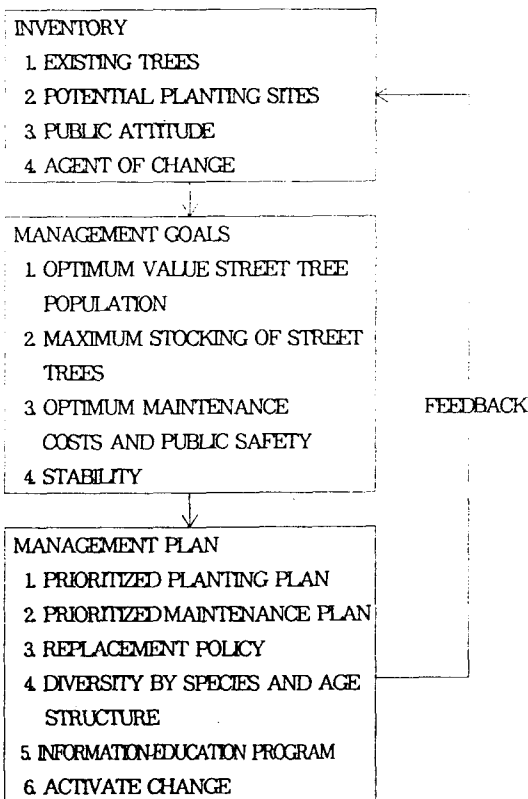 INVENTORY
1. EXISTING TREES
2. POTENTIAL PLANTING SITES
3. PUBLIC ATTITUDE
4. AGENT OF CHANGE
MANAGEMENT GOALS
1. OPTIMUM VALUE STREET TREE
POPULATION
2. MAXIMUM STOCKING OF STREET
TREES
3. OPTIMUM MAINTENANCE
COSTS AND PUBLIC SAFETY
4. STABILITY
FEEDBACK
MANAGEMENT PLAN
1. PRIORITIZED PLANTING PLAN
2. PRIORITIZED MAINTENANCE PLAN
3. REPLACEMENT POLICY
4. DIVERSITY BY SPECIES AND AGE
STRUCTURE
5. INFORMATION-EDUCATION PROGRAM
6. ACTIVATE CHANGE